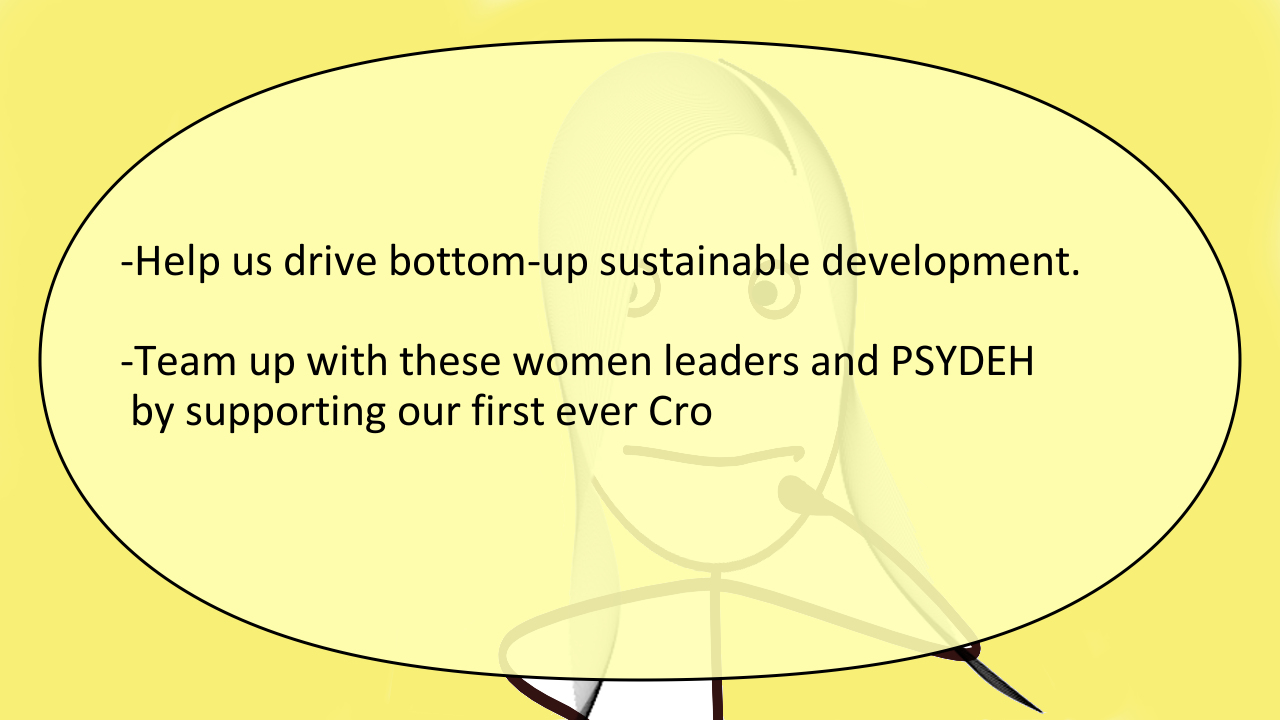 -Help us drive bottom-up sustainable development.
-Team up with these women leaders and PSYDEH
by supporting our first ever Cro